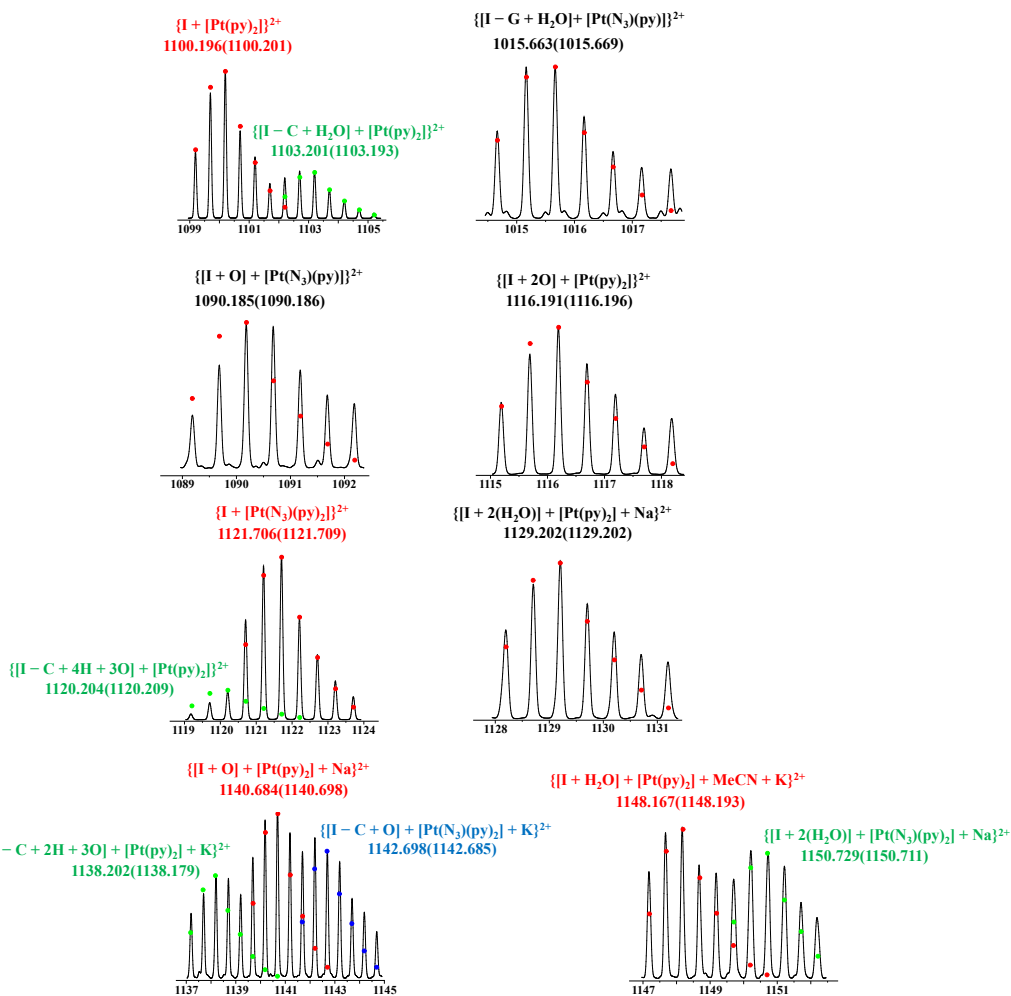 {I + [Pt(py)₂]}²⁺
1100.196(1100.201)
{[I − C + H₂O] + [Pt(py)₂]}²⁺
1103.201(1103.193)
1099 1101 1103 1105
{[I − G + H₂O]+ [Pt(N₃)(py)]}²⁺
1015.663(1015.669)
1015 1016 1017
{[I + O] + [Pt(N₃)(py)]}²⁺
1090.185(1090.186)
1089 1090 1091 1092
{[I + 2O] + [Pt(py)₂]}²⁺
1116.191(1116.196)
1115 1116 1117 1118
{I + [Pt(N₃)(py)₂]}²⁺
1121.706(1121.709)
{[I − C + 4H + 3O] + [Pt(py)₂]}²⁺
1120.204(1120.209)
1119 1120 1121 1122 1123 1124
{[I + 2(H₂O)] + [Pt(py)₂] + Na}²⁺
1129.202(1129.202)
1128 1129 1130 1131
{[I + O] + [Pt(py)₂] + Na}²⁺
1140.684(1140.698)
{[I − C + O] + [Pt(N₃)(py)₂] + K}²⁺
1142.698(1142.685)
− C + 2H + 3O] + [Pt(py)₂] + K}²⁺
1138.202(1138.179)
1137 1139 1141 1143 1145
{[I + H₂O] + [Pt(py)₂] + MeCN + K}²⁺
1148.167(1148.193)
{[I + 2(H₂O)] + [Pt(N₃)(py)₂] + Na}²⁺
1150.729(1150.711)
1147 1149 1151